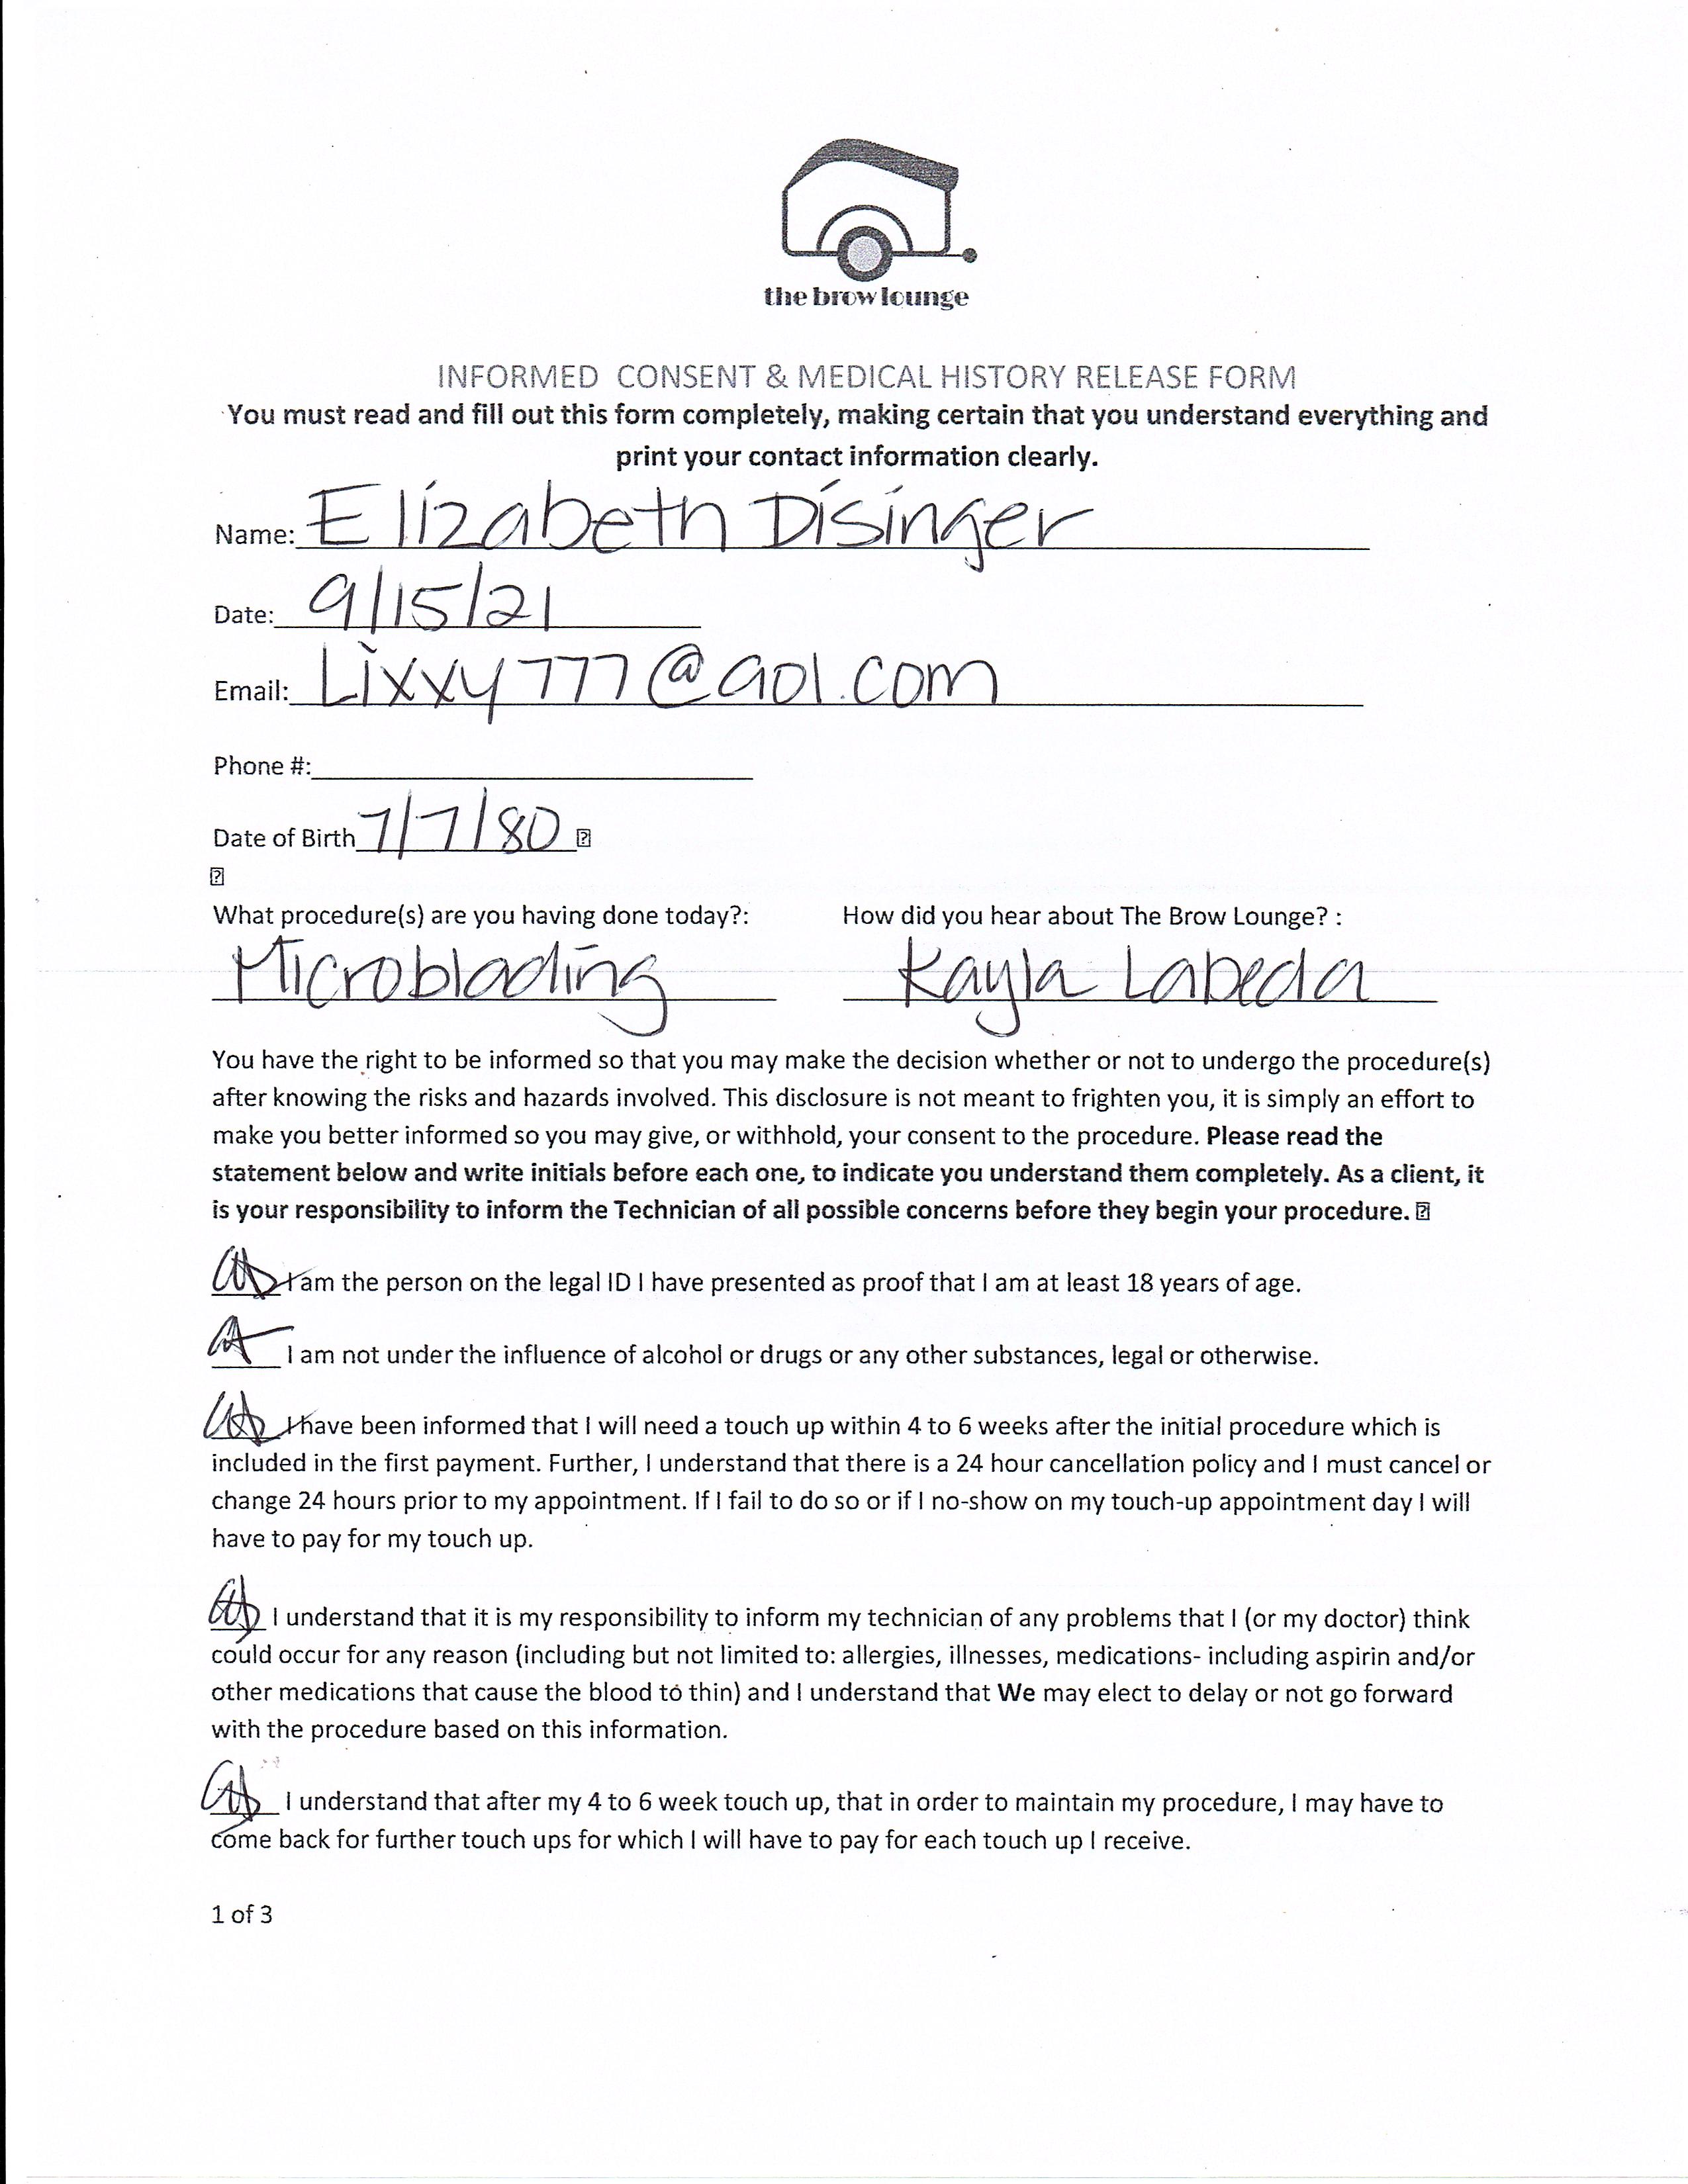 the brow lounge
INFORMED CONSENT & MEDICAL HISTORY RELEASE FORM
You must read and fill out this form completely, making certain that you understand everything and
print your contact information clearly.
Name: Elizabeth Disinger
Date: 9/15/21
Email: Lixxy777@aol.com
Phone #:
Date of Birth 7/7/80
What procedure(s) are you having done today?: How did you hear about The Brow Lounge? :
Microblading Kayla Labeda
You have the right to be informed so that you may make the decision whether or not to undergo the procedure(s)
after knowing the risks and hazards involved. This disclosure is not meant to frighten you, it is simply an effort to
make you better informed so you may give, or withhold, your consent to the procedure. Please read the
statement below and write initials before each one, to indicate you understand them completely. As a client, it
is your responsibility to inform the Technician of all possible concerns before they begin your procedure.
I am the person on the legal ID I have presented as proof that I am at least 18 years of age.
I am not under the influence of alcohol or drugs or any other substances, legal or otherwise.
I have been informed that I will need a touch up within 4 to 6 weeks after the initial procedure which is
included in the first payment. Further, I understand that there is a 24 hour cancellation policy and I must cancel or
change 24 hours prior to my appointment. If I fail to do so or if I no-show on my touch-up appointment day I will
have to pay for my touch up.
I understand that it is my responsibility to inform my technician of any problems that I (or my doctor) think
could occur for any reason (including but not limited to: allergies, illnesses, medications- including aspirin and/or
other medications that cause the blood to thin) and I understand that We may elect to delay or not go forward
with the procedure based on this information.
I understand that after my 4 to 6 week touch up, that in order to maintain my procedure, I may have to
come back for further touch ups for which I will have to pay for each touch up I receive.
1 of 3